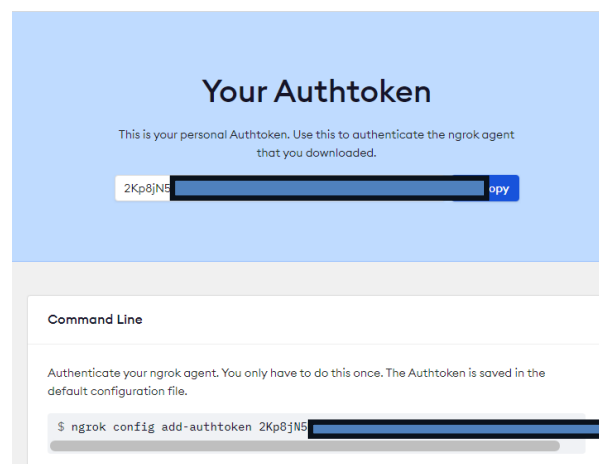 Your Authtoken
This is your personal Authtoken. Use this to authenticate the ngrok agent
that you downloaded.
2Kp8jN5
opy
Command Line
Authenticate your ngrok agent. You only have to do this once. The Authtoken is saved in the
default configuration file.
$ ngrok config add-authtoken 2Kp8jN5